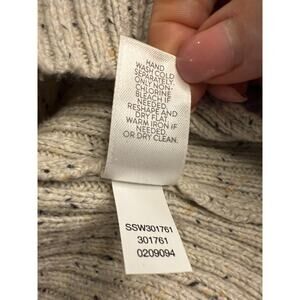 HAND
WASH COLD
SEPARATELY.
ONLY NON-
CHLORINE
BLEACH IF
NEEDED.
RESHAPE AND
DRY FLAT.
WARM IRON IF
NEEDED.
OR DRY CLEAN.
SSW301761
301761
0209094